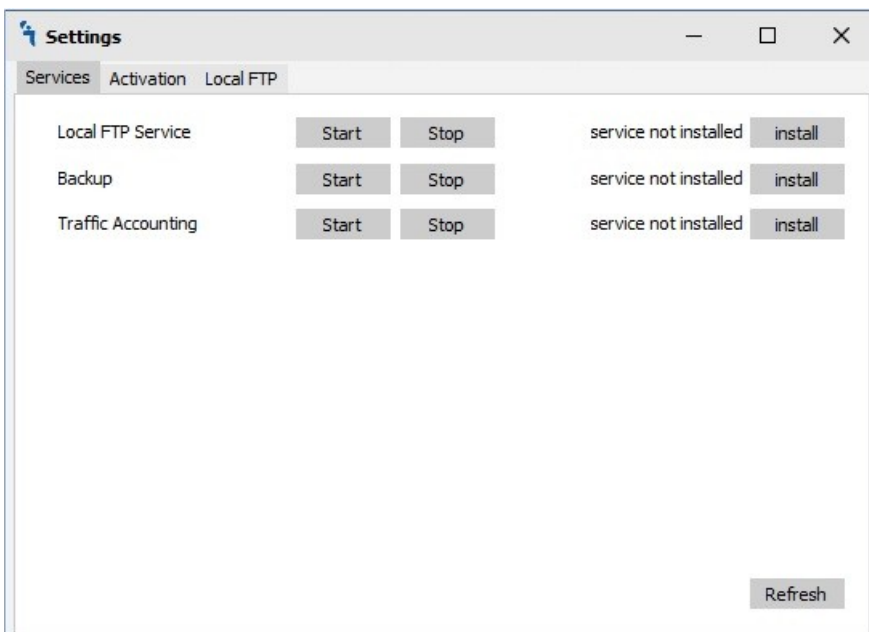 Settings
Services Activation Local FTP
Local FTP Service Start Stop service not installed install
Backup Start Stop service not installed install
Traffic Accounting Start Stop service not installed install
Refresh